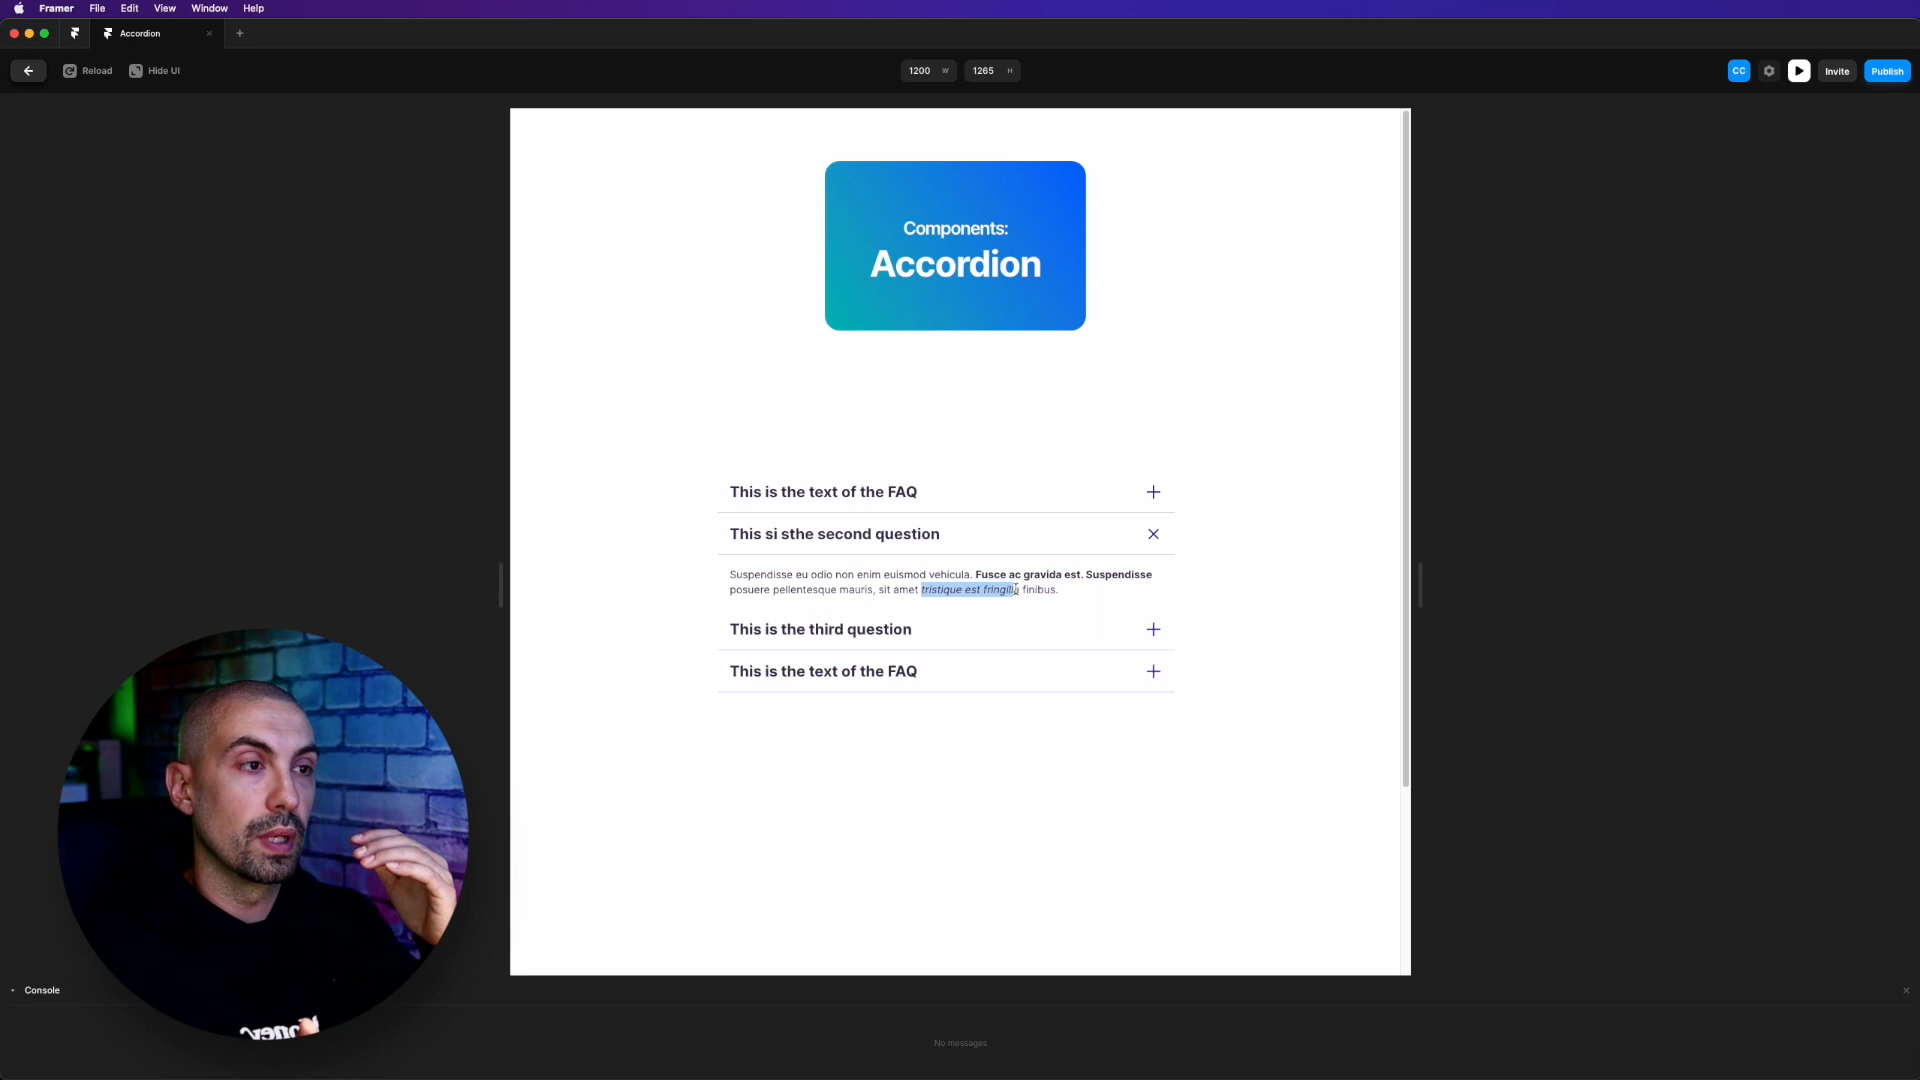 Framer File Edit View Window Help
Accordion
Reload Hide UI 1200 W 1265 H CC Invite Publish
Components:
Accordion
This is the text of the FAQ
This si sthe second question
Suspendisse eu odio non enim euismod vehicula. Fusce ac gravida est. Suspendisse
posuere pellentesque mauris, sit amet tristique est fringilla finibus.
This is the third question
This is the text of the FAQ
Console
No messages